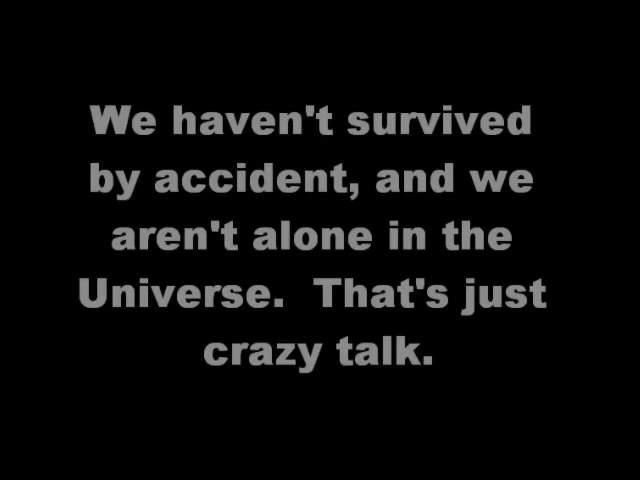 We haven't survived
by accident, and we
aren't alone in the
Universe.  That's just
crazy talk.